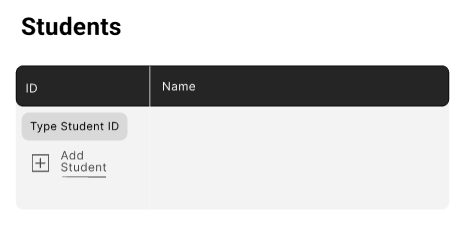 Students
ID
Name
Type Student ID
Add
Student